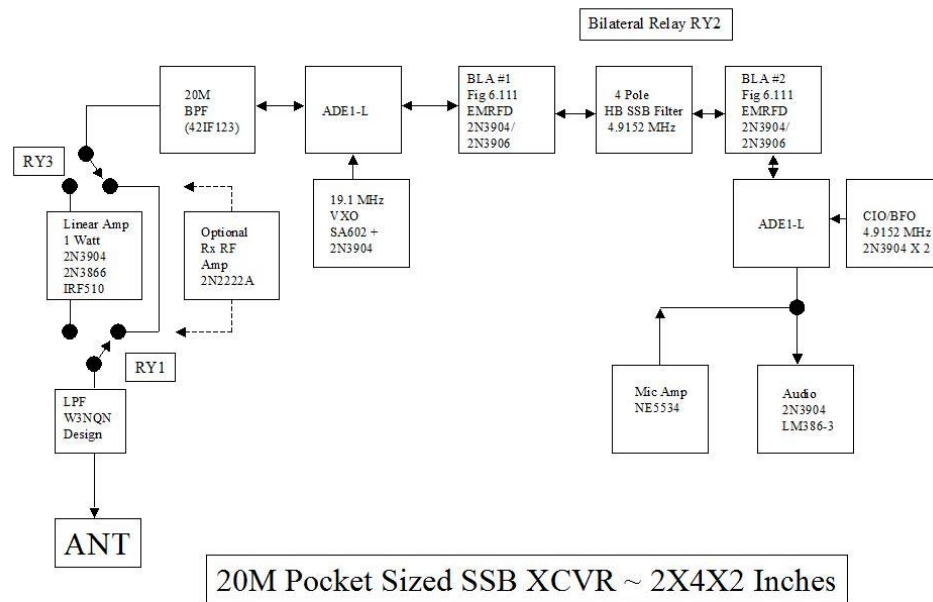 Bilateral Relay RY2
20M
BPF
(42IF123)
ADE1-L
BLA #1
Fig 6.111
EMRFD
2N3904/
2N3906
4 Pole
HB SSB Filter
4.9152 MHz
BLA #2
Fig 6.111
EMRFD
2N3904/
2N3906
RY3
Linear Amp
1 Watt
2N3904
2N3866
IRF510
Optional
Rx RF
Amp
2N2222A
19.1 MHz
VXO
SA602 +
2N3904
ADE1-L
CIO/BFO
4.9152 MHz
2N3904 X 2
RY1
LPF
W3NQN
Design
Mic Amp
NE5534
Audio
2N3904
LM386-3
ANT
20M Pocket Sized SSB XCVR ~ 2X4X2 Inches